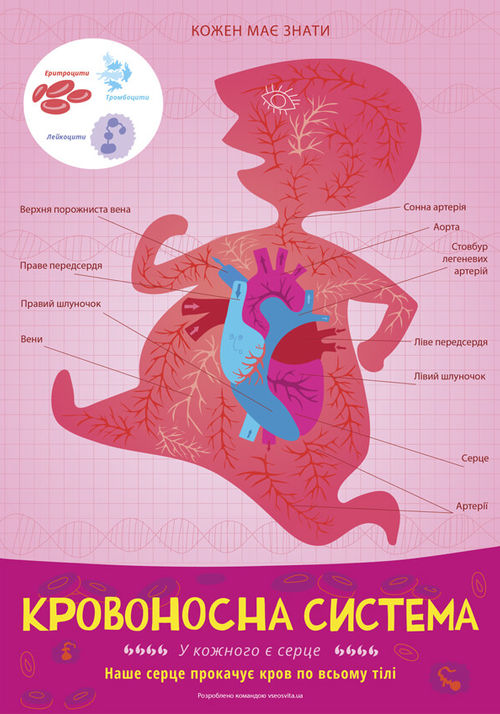 КОЖЕН МАЄ ЗНАТИ
Еритроцити
Тромбоцити
Лейкоцити
Верхня порожниста вена
Праве передсердя
Правий шлуночок
Вени
Сонна артерія
Аорта
Стовбур
легеневих
артерій
Ліве передсердя
Лівий шлуночок
Серце
Артерії
КРОВОНОСНА СИСТЕМА
У кожного є серце
Наше серце прокачує кров по всьому тілі
Розроблено командою vseosvita.ua